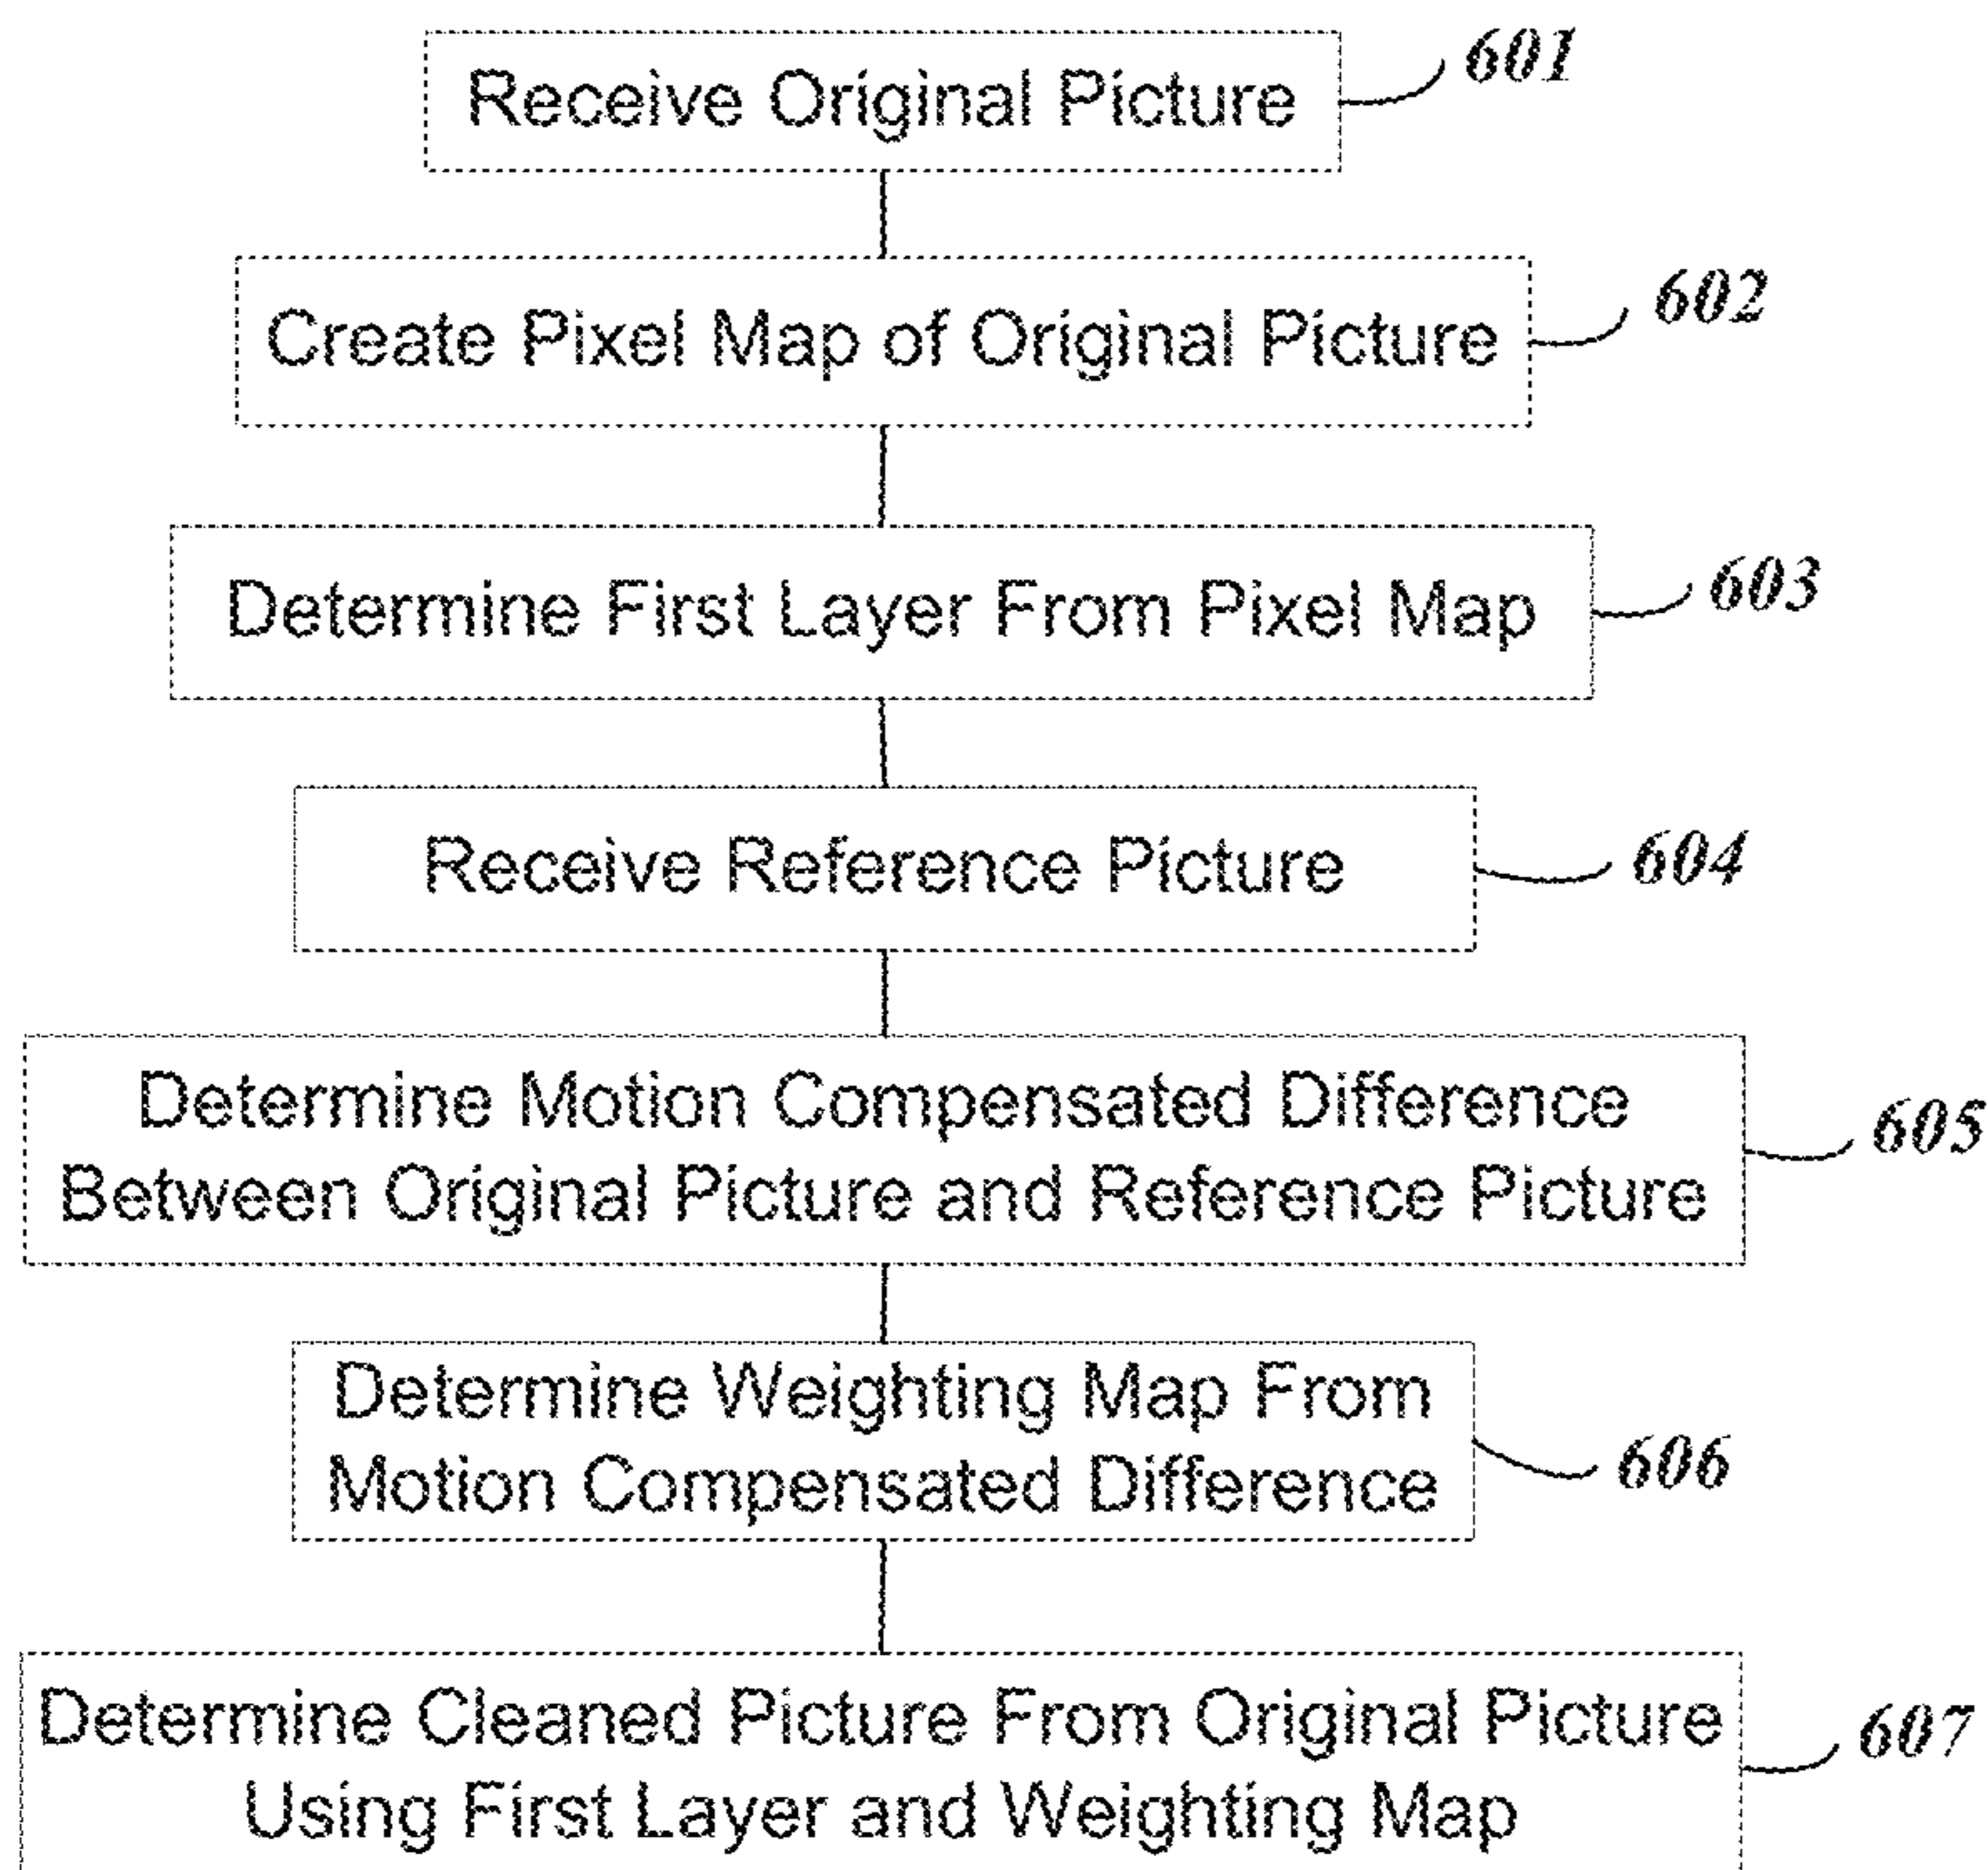 Receive Original Picture 601
Create Pixel Map of Original Picture 602
Determine First Layer From Pixel Map 603
Receive Reference Picture 604
Determine Motion Compensated Difference
Between Original Picture and Reference Picture 605
Determine Weighting Map From
Motion Compensated Difference 606
Determine Cleaned Picture From Original Picture
Using First Layer and Weighting Map 607